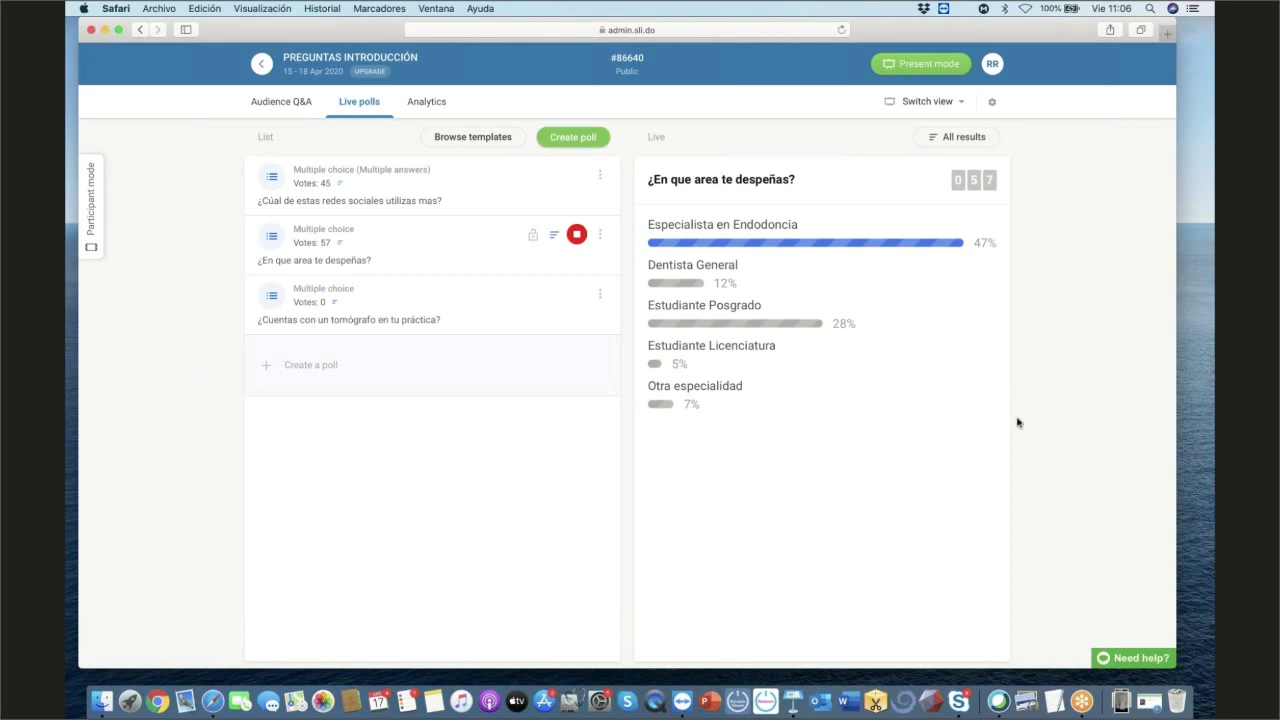 Safari Archivo Edición Visualización Historial Marcadores Ventana Ayuda
100% Vie 11:06
admin.sli.do
PREGUNTAS INTRODUCCIÓN
15 - 18 Apr 2020 UPGRADE
#86640
Public
Present mode
RR
Audience Q&A Live polls Analytics
Switch view
List
Browse templates
Create poll
Live
All results
Participant mode
Multiple choice (Multiple answers)
Votes: 45
¿Cúal de estas redes sociales utilizas mas?
Multiple choice
Votes: 57
¿En que area te despeñas?
Multiple choice
Votes: 0
¿Cuentas con un tomógrafo en tu práctica?
Create a poll
¿En que area te despeñas?
0 5 7
Especialista en Endodoncia
47%
Dentista General
12%
Estudiante Posgrado
28%
Estudiante Licenciatura
5%
Otra especialidad
7%
Need help?
17
tv